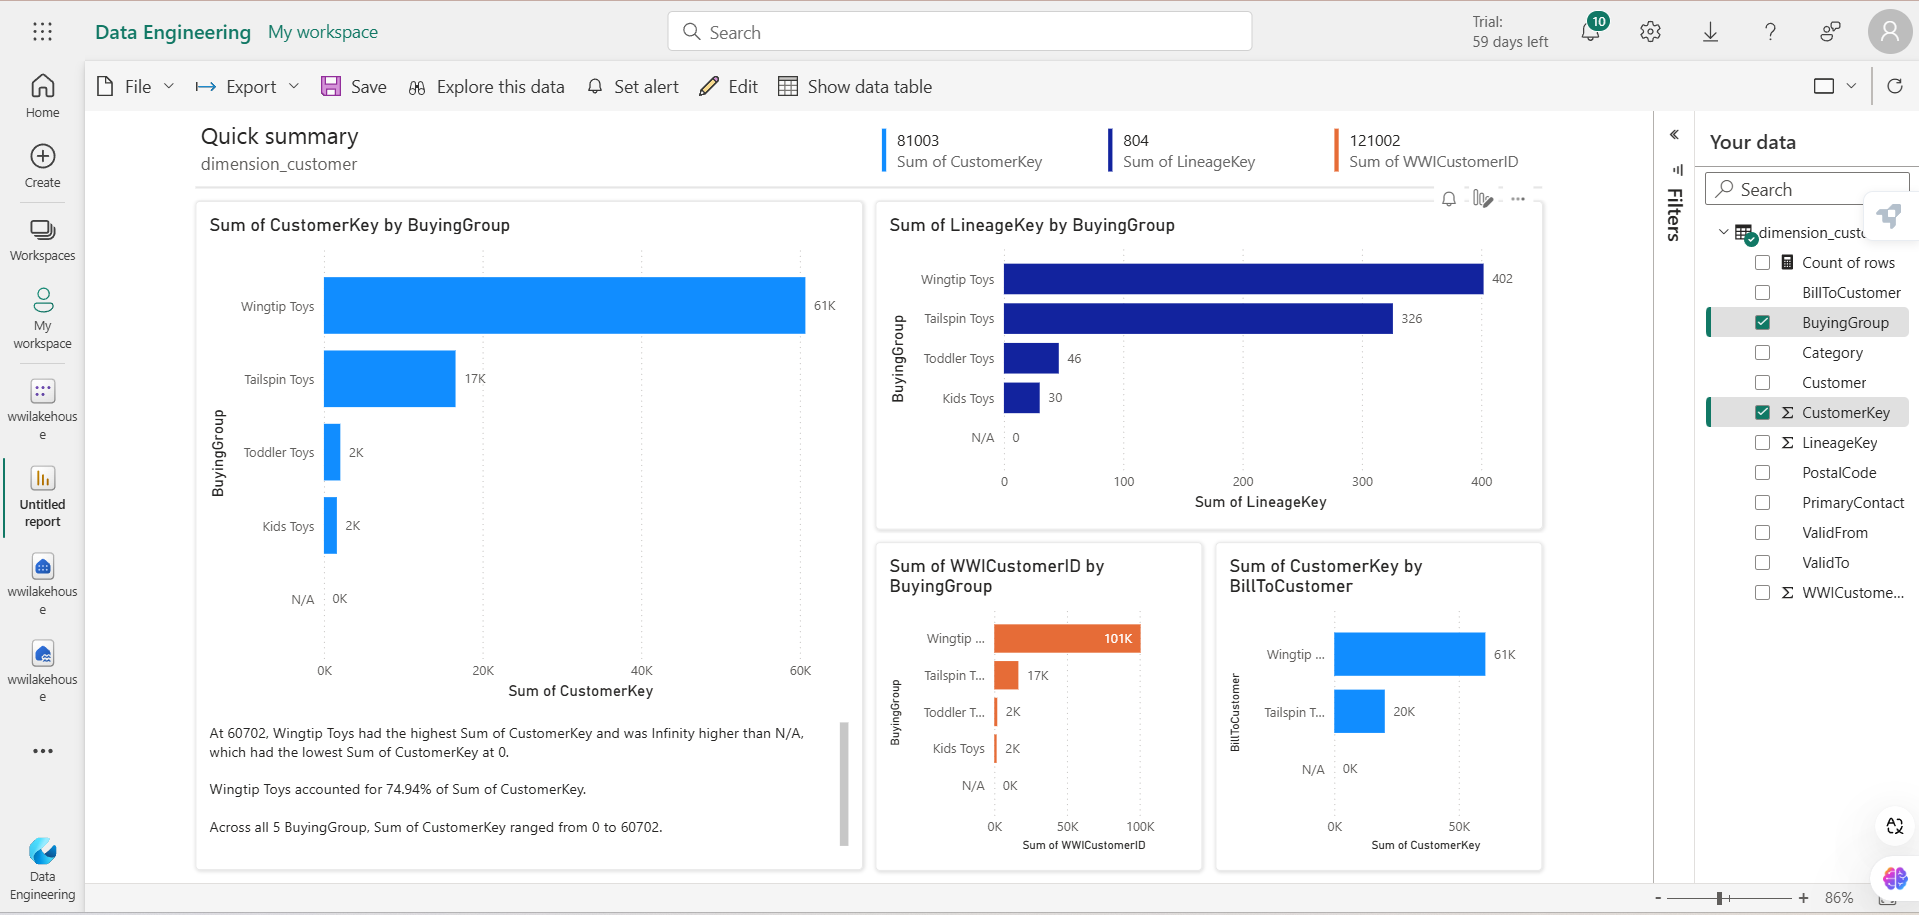 Data Engineering My workspace
Search
Trial:
59 days left
10
File Export Save Explore this data Set alert Edit Show data table
Home
Create
Workspaces
My
workspace
wwilakehous
e
Untitled
report
wwilakehous
e
wwilakehous
e
Data
Engineering
Quick summary
dimension_customer
81003
Sum of CustomerKey
804
Sum of LineageKey
121002
Sum of WWICustomerID
Sum of CustomerKey by BuyingGroup
BuyingGroup
Wingtip Toys 61K
Tailspin Toys 17K
Toddler Toys 2K
Kids Toys 2K
N/A 0K
0K 20K 40K 60K
Sum of CustomerKey
At 60702, Wingtip Toys had the highest Sum of CustomerKey and was Infinity higher than N/A,
which had the lowest Sum of CustomerKey at 0.
Wingtip Toys accounted for 74.94% of Sum of CustomerKey.
Across all 5 BuyingGroup, Sum of CustomerKey ranged from 0 to 60702.
Sum of LineageKey by BuyingGroup
BuyingGroup
Wingtip Toys 402
Tailspin Toys 326
Toddler Toys 46
Kids Toys 30
N/A 0
0 100 200 300 400
Sum of LineageKey
Sum of WWICustomerID by
BuyingGroup
BuyingGroup
Wingtip ... 101K
Tailspin T... 17K
Toddler T... 2K
Kids Toys 2K
N/A 0K
0K 50K 100K
Sum of WWICustomerID
Sum of CustomerKey by
BillToCustomer
BillToCustomer
Wingtip ... 61K
Tailspin T... 20K
N/A 0K
0K 50K
Sum of CustomerKey
Filters
Your data
Search
dimension_custo
Count of rows
BillToCustomer
BuyingGroup
Category
Customer
CustomerKey
LineageKey
PostalCode
PrimaryContact
ValidFrom
ValidTo
WWICustome...
- + 86%